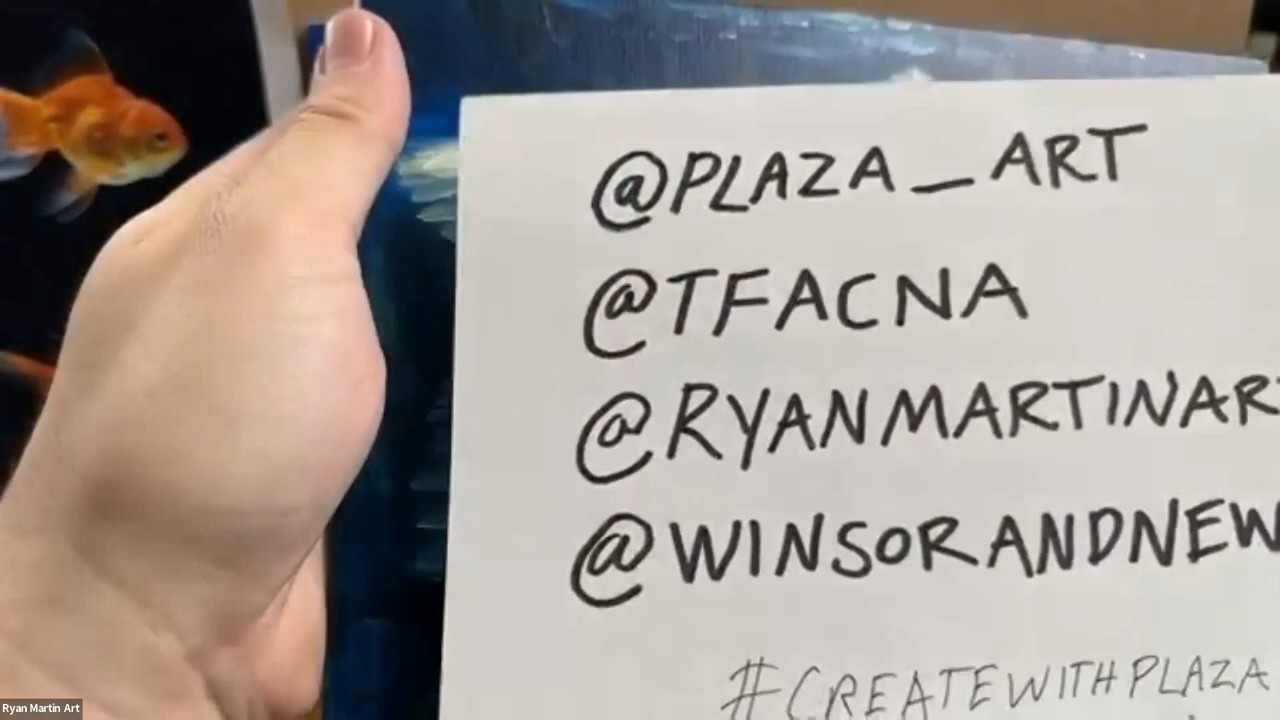 @PLAZA_ART
@TFACNA
@RYANMARTINAR
@WINSORANDNEW
#CREATEWITHPLAZA
Ryan Martin Art